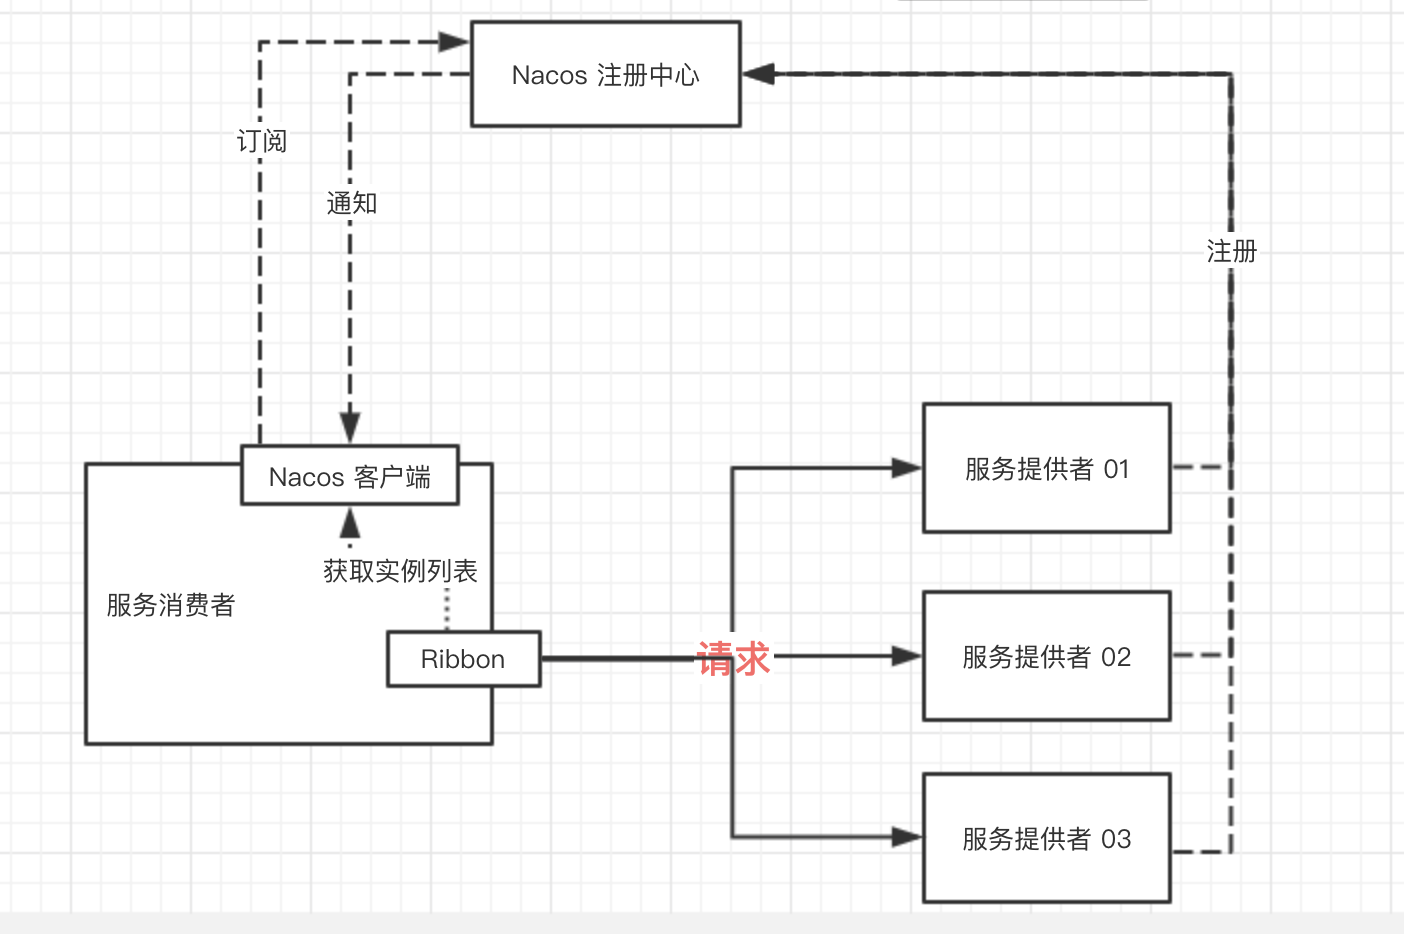 Nacos 注册中心
订阅
通知
注册
Nacos 客户端
获取实例列表
服务消费者
Ribbon
请求
服务提供者 01
服务提供者 02
服务提供者 03